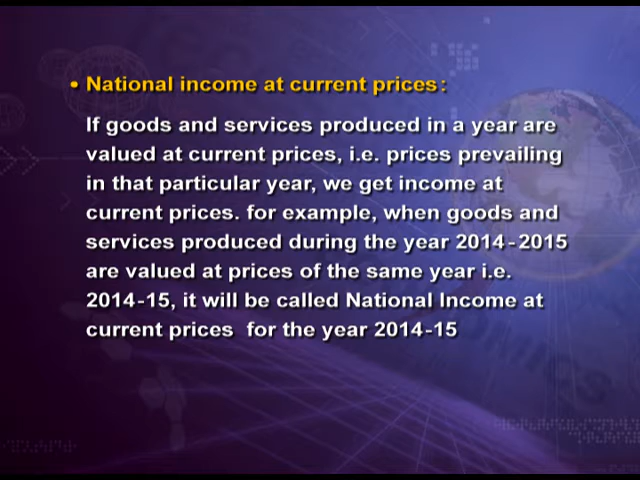 • National income at current prices:
If goods and services produced in a year are
valued at current prices, i.e. prices prevailing
in that particular year, we get income at
current prices. for example, when goods and
services produced during the year 2014-2015
are valued at prices of the same year i.e.
2014-15, it will be called National Income at
current prices for the year 2014-15